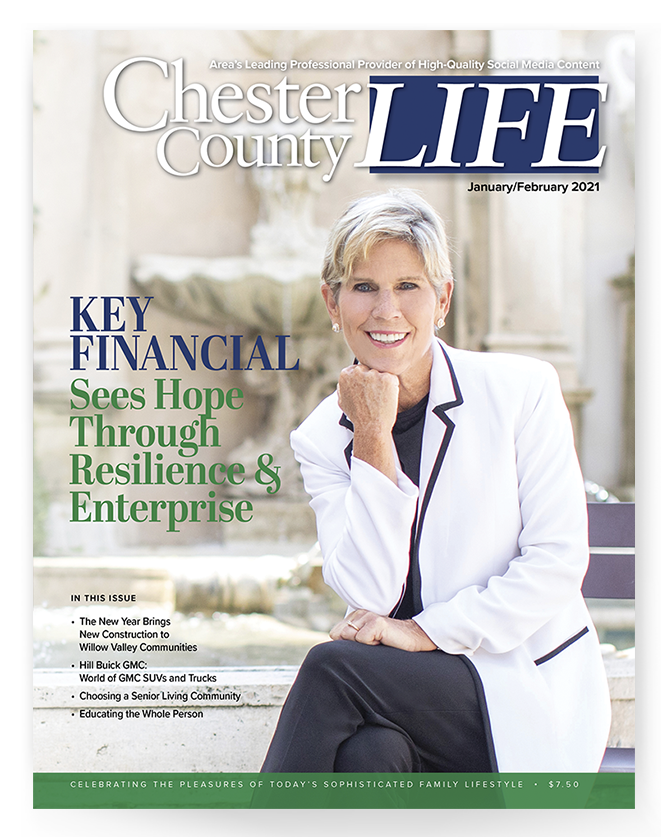 Area's Leading Professional Provider of High-Quality Social Media Content
Chester
County
LIFE
January/February 2021
KEY
FINANCIAL
Sees Hope
Through
Resilience &
Enterprise
IN THIS ISSUE
• The New Year Brings
New Construction to
Willow Valley Communities
• Hill Buick GMC:
World of GMC SUVs and Trucks
• Choosing a Senior Living Community
• Educating the Whole Person
CELEBRATING THE PLEASURES OF TODAY'S SOPHISTICATED FAMILY LIFESTYLE • $7.50